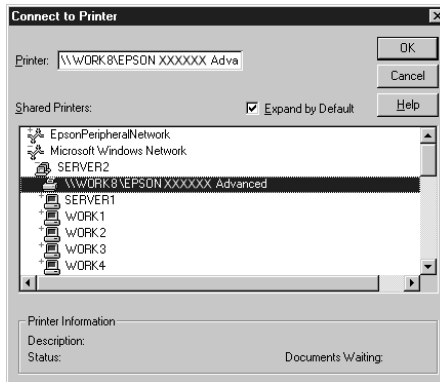 Connect to Printer
Printer: \\WORK8\EPSON XXXXXX Adva
OK
Cancel
Help
Shared Printers:
Expand by Default
EpsonPeripheralNetwork
Microsoft Windows Network
SERVER2
\\WORK8\EPSON XXXXXX Advanced
SERVER1
WORK1
WORK2
WORK3
WORK4
Printer Information
Description:
Status:
Documents Waiting: